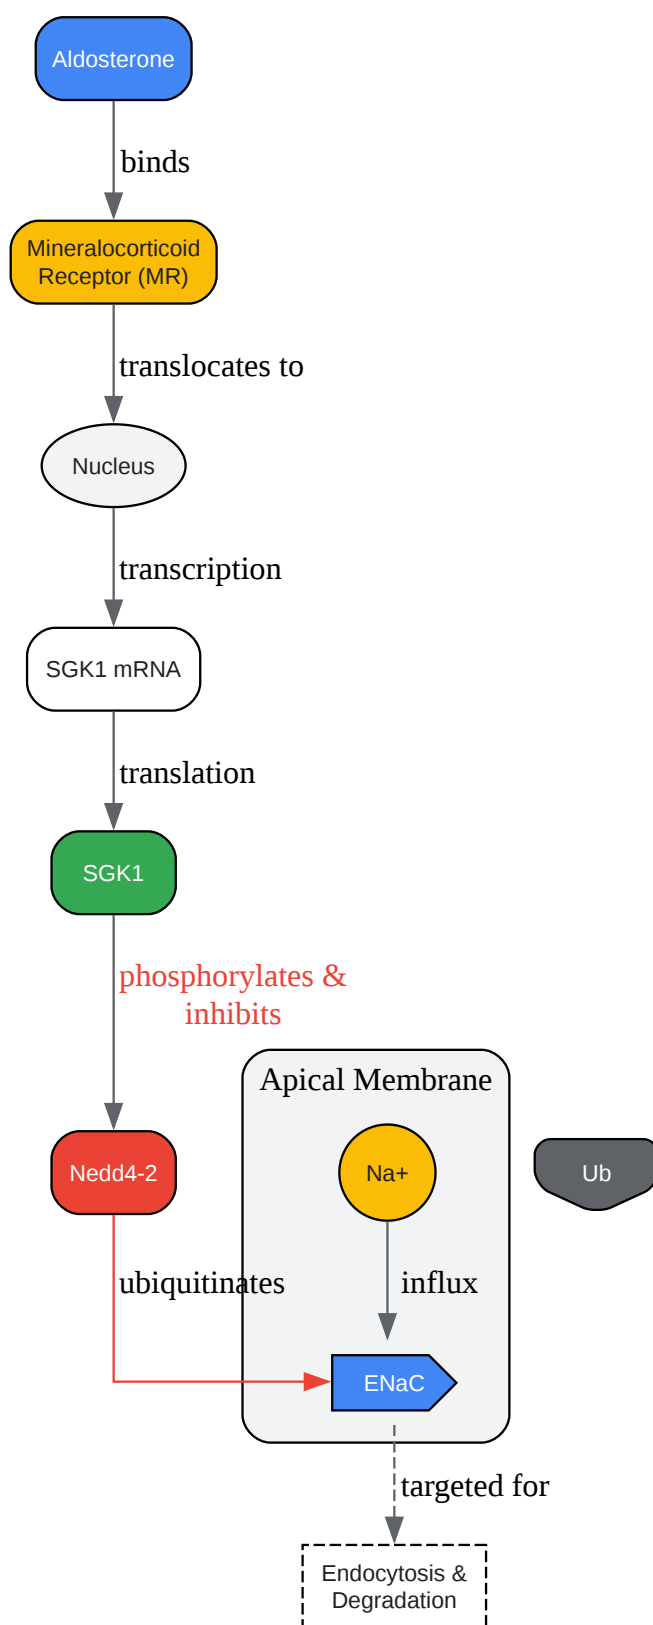 Aldosterone
binds
Mineralocorticoid
Receptor (MR)
translocates to
Nucleus
transcription
SGK1 mRNA
translation
SGK1
phosphorylates &
inhibits
Apical Membrane
Nedd4-2
Na+
Ub
ubiquitinates
influx
ENaC
targeted for
Endocytosis &
Degradation